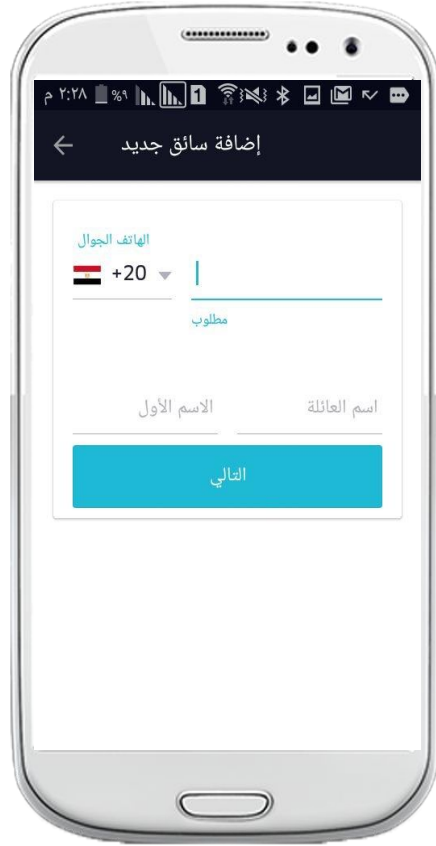 ٢:٢٨ م ٩%
إضافة سائق جديد
الهاتف الجوال
+20
مطلوب
الاسم الأول اسم العائلة
التالي